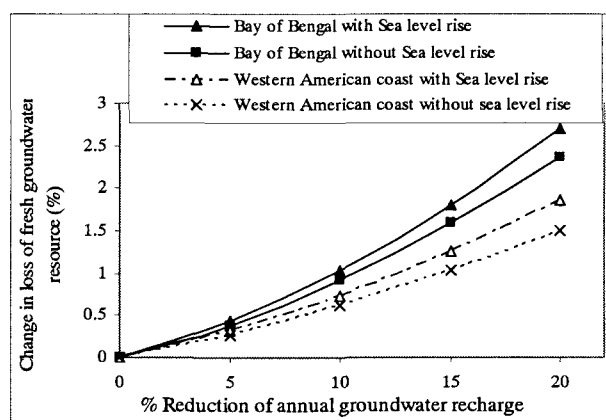 Bay of Bengal with Sea level rise
Bay of Bengal without Sea level rise
Western American coast with Sea level rise
Western American coast without sea level rise
Change in loss of fresh groundwater
resource (%)
3
2.5
2
1.5
1
0.5
0
0 5 10 15 20
% Reduction of annual groundwater recharge